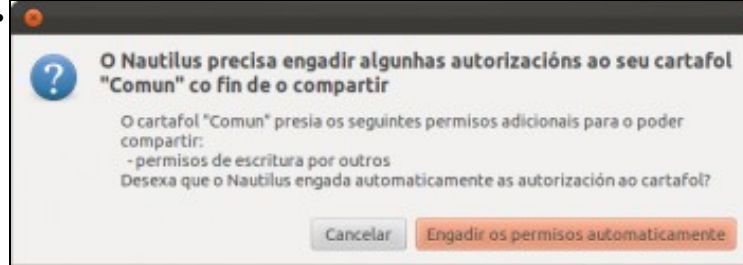 O Nautilus precisa engadir algunhas autorizacións ao seu cartafol
"Comun" co fin de o compartir
O cartafol "Comun" presia os seguintes permisos adicionais para o poder
compartir:
- permisos de escritura por outros
Desexa que o Nautilus engada automaticamente as autorización ao cartafol?
Cancelar Engadir os permisos automaticamente